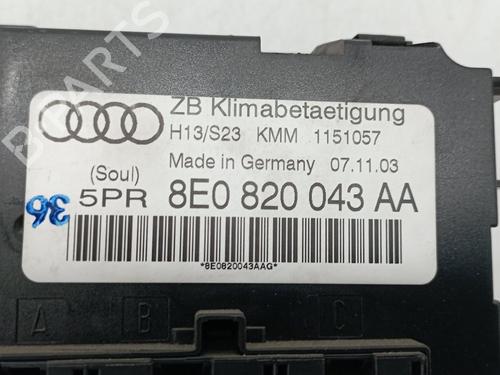 ZB Klimabetaetigung
H13/S23 KMM 1151057
Made in Germany 07.11.03
(Soul)
36 5PR 8E0 820 043 AA
*8E0820043AAG*
A B C
B PARTS